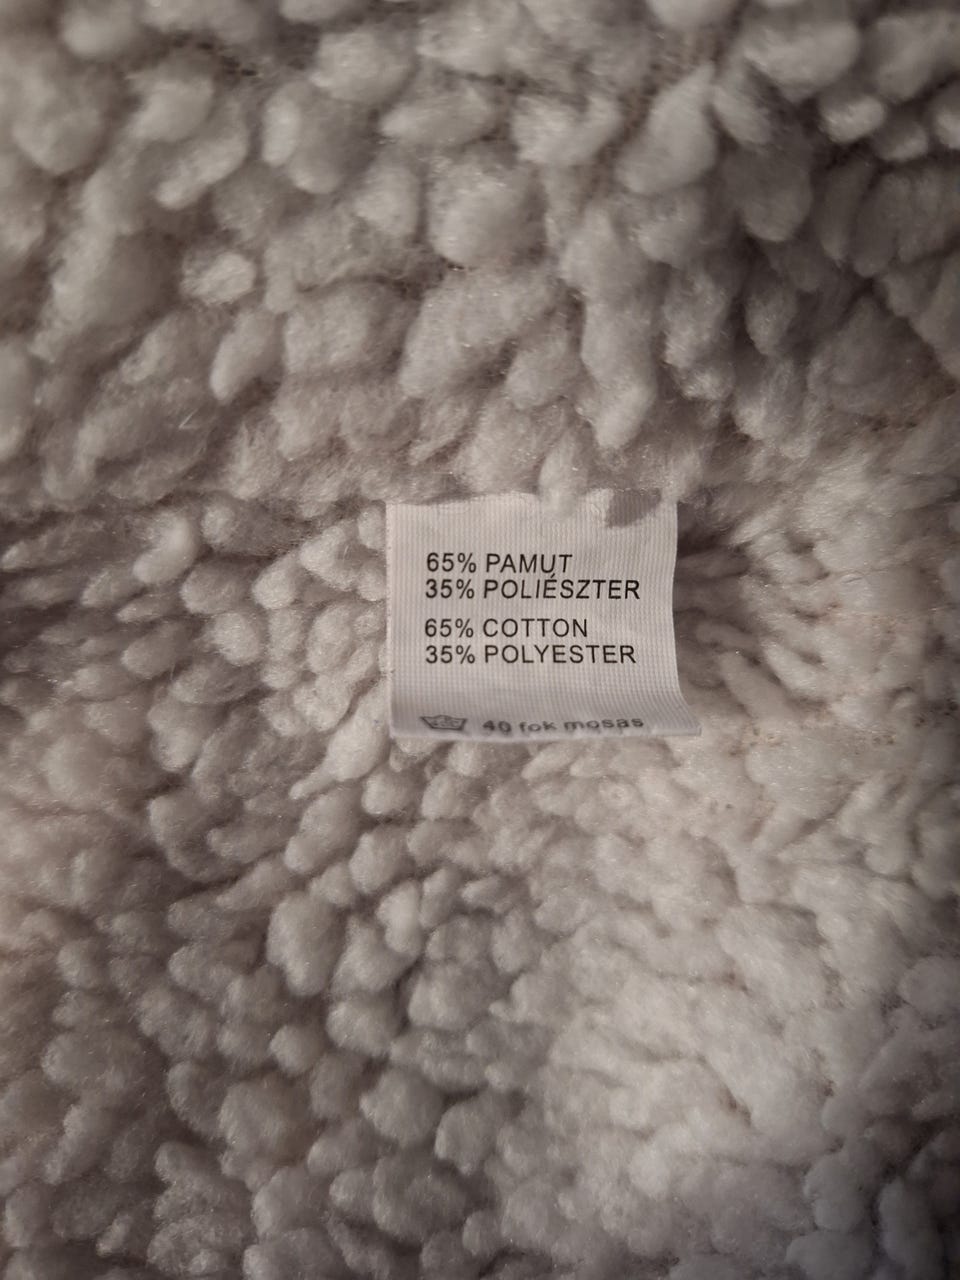 65% PAMUT
35% POLIÉSZTER
65% COTTON
35% POLYESTER
40 fok mosas